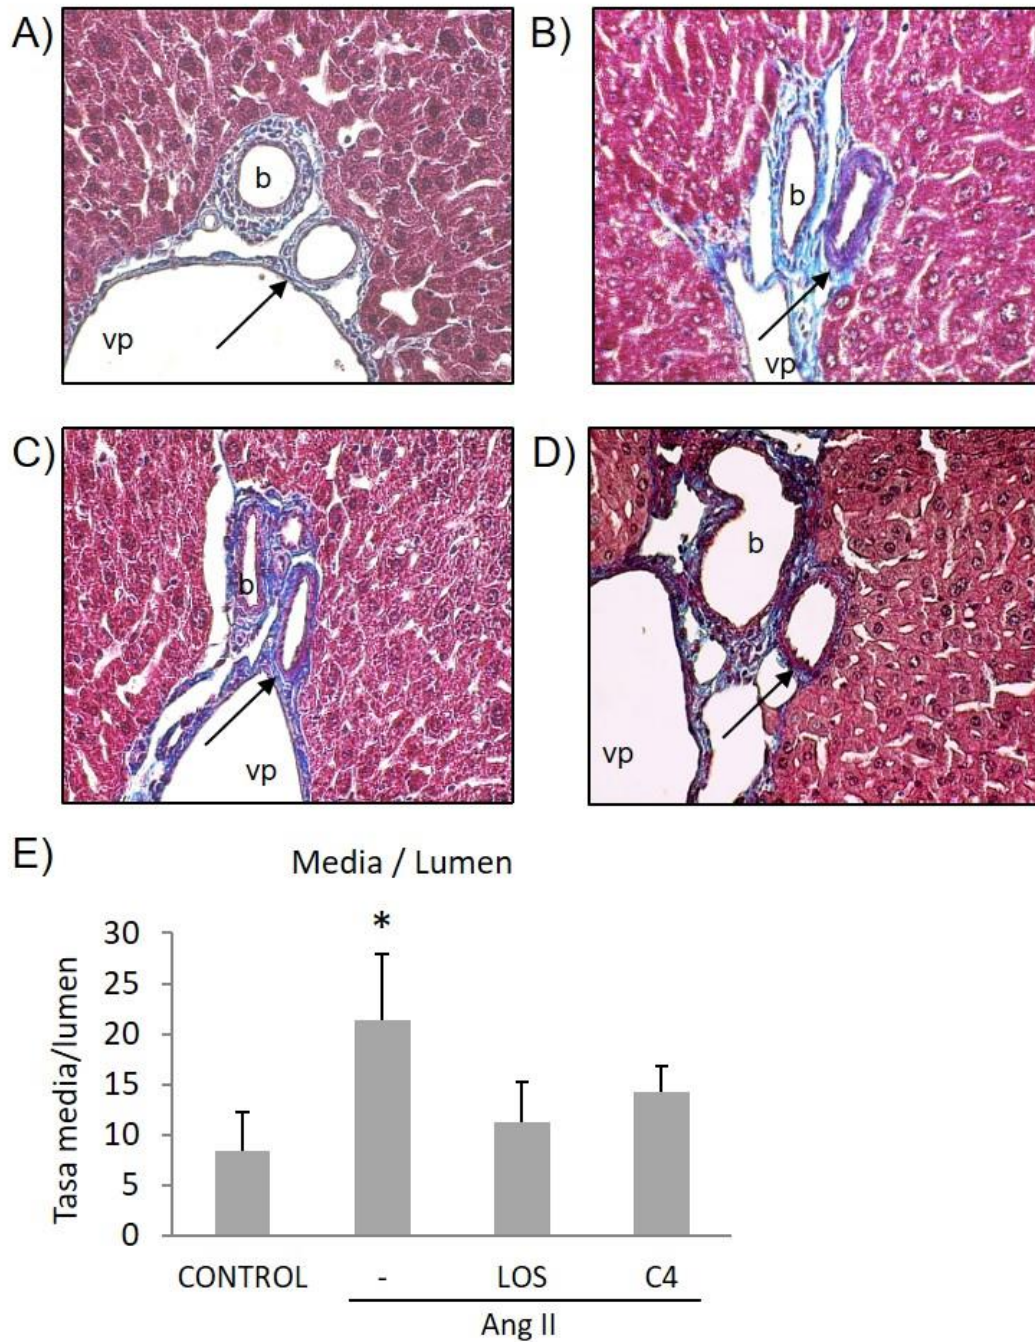 A)
b
vp
B)
b
vp
C)
b
vp
D)
b
vp
E)
Media / Lumen
*
Tasa media/lumen
30
25
20
15
10
5
0
CONTROL - LOS C4
Ang II